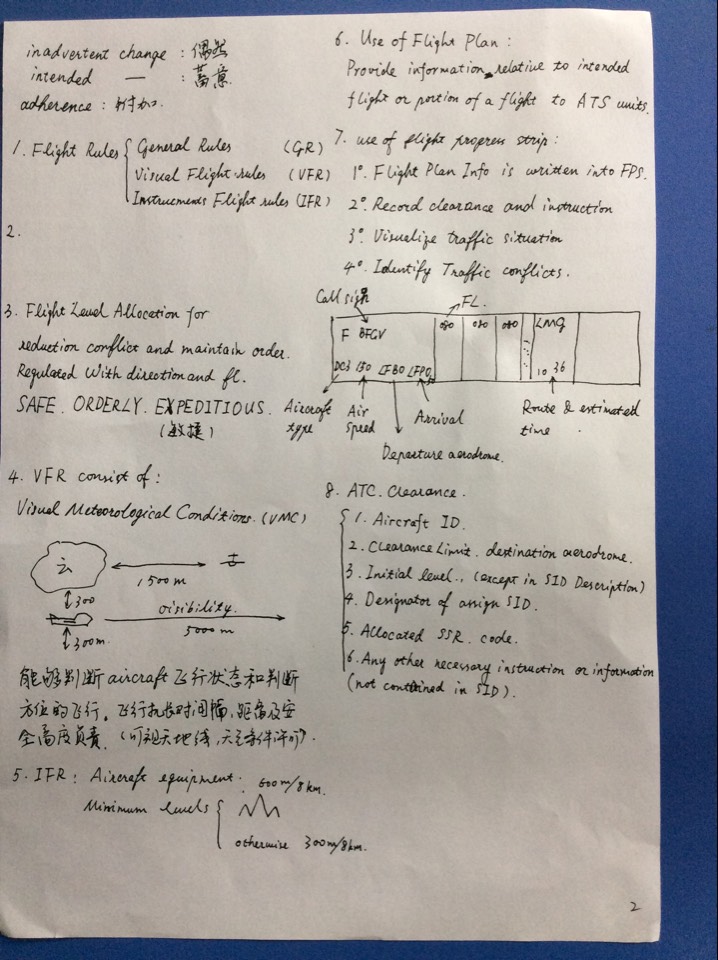 inadvertent change : 偶然
intended — : 蓄意
adherence : 附加.
1. Flight Rules { General Rules (GR)
Visual Flight rules (VFR)
Instruements Flight rules (IFR)
2.
3. Flight Level Allocation for
reduction conflict and maintain order.
Regulated With direction and fl.
SAFE. ORDERLY. EXPEDITIOUS.
(敏捷)
4. VFR consist of :
Visual Meteorological Conditions. (VMC)
云
1500m
300
visibility.
5000m
300m.
能够判断aircraft飞行状态和判断
方位的飞行。飞行机长对间隔,距离及安
全高度负责. (可视天地线,天气条件许可).
5. IFR : Aircraft equipment.
600m/8km.
Minimum levels {
otherwise 300m/8km.
6. Use of Flight Plan :
Provide information relative to intended
flight or portion of a flight to ATS units.
7. use of flight progress strip :
1°. Flight Plan Info is written into FPS.
2°. Record clearance and instruction
3°. Visualize traffic situation
4°. Identify Traffic conflicts.
Call sign
FL.
F BFGV
080
080
080
LMG
DC3 150 LFBO LFPO
10 36
Aircraft type
Air speed
Arrival
Route & estimated
time
Departure aerodrome.
8. ATC. Clearance.
1. Aircraft ID.
2. Clearance Limit. destination aerodrome.
3. Initial level., (except in SID Description)
4. Designator of assign SID.
5. Allocated SSR. code.
6. Any other necessary instruction or information
(not contained in SID).
2